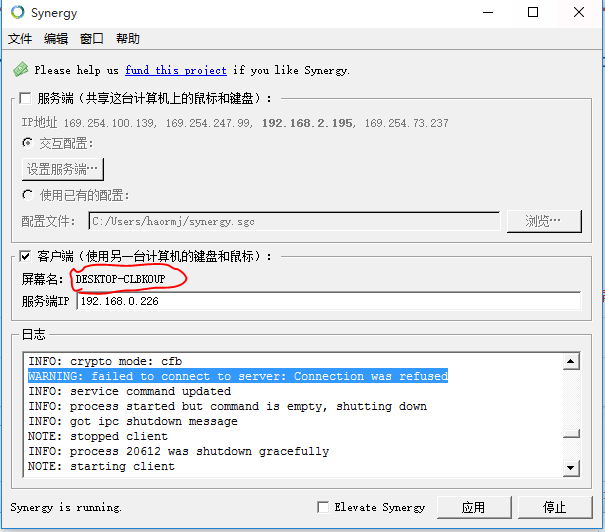 Synergy
文件 编辑 窗口 帮助
Please help us fund this project if you like Synergy.
服务端（共享这台计算机上的鼠标和键盘）：
IP地址 169.254.100.139, 169.254.247.99, 192.168.2.195, 169.254.73.237
交互配置：
设置服务端…
使用已有的配置：
配置文件： C:/Users/haormj/synergy.sgc 浏览…
客户端（使用另一台计算机的键盘和鼠标）：
屏幕名： DESKTOP-CLBKOUP
服务端IP 192.168.0.226
日志
INFO: crypto mode: cfb
WARNING: failed to connect to server: Connection was refused
INFO: service command updated
INFO: process started but command is empty, shutting down
INFO: got ipc shutdown message
NOTE: stopped client
INFO: process 20612 was shutdown gracefully
NOTE: starting client
Synergy is running. Elevate Synergy 应用 停止